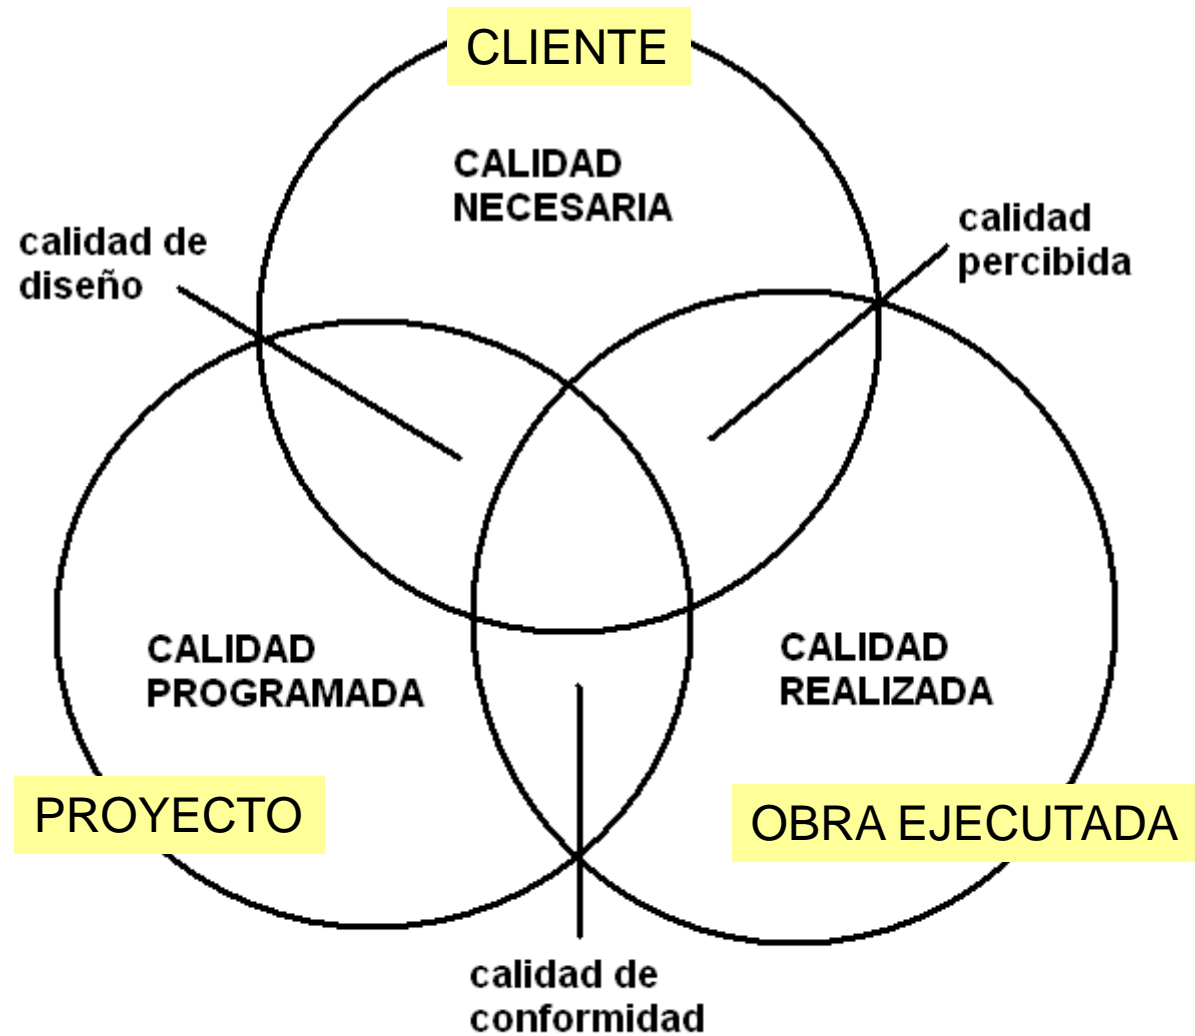 CLIENTE
CALIDAD
NECESARIA
calidad de
diseño
calidad
percibida
CALIDAD
PROGRAMADA
CALIDAD
REALIZADA
PROYECTO
OBRA EJECUTADA
calidad de
conformidad